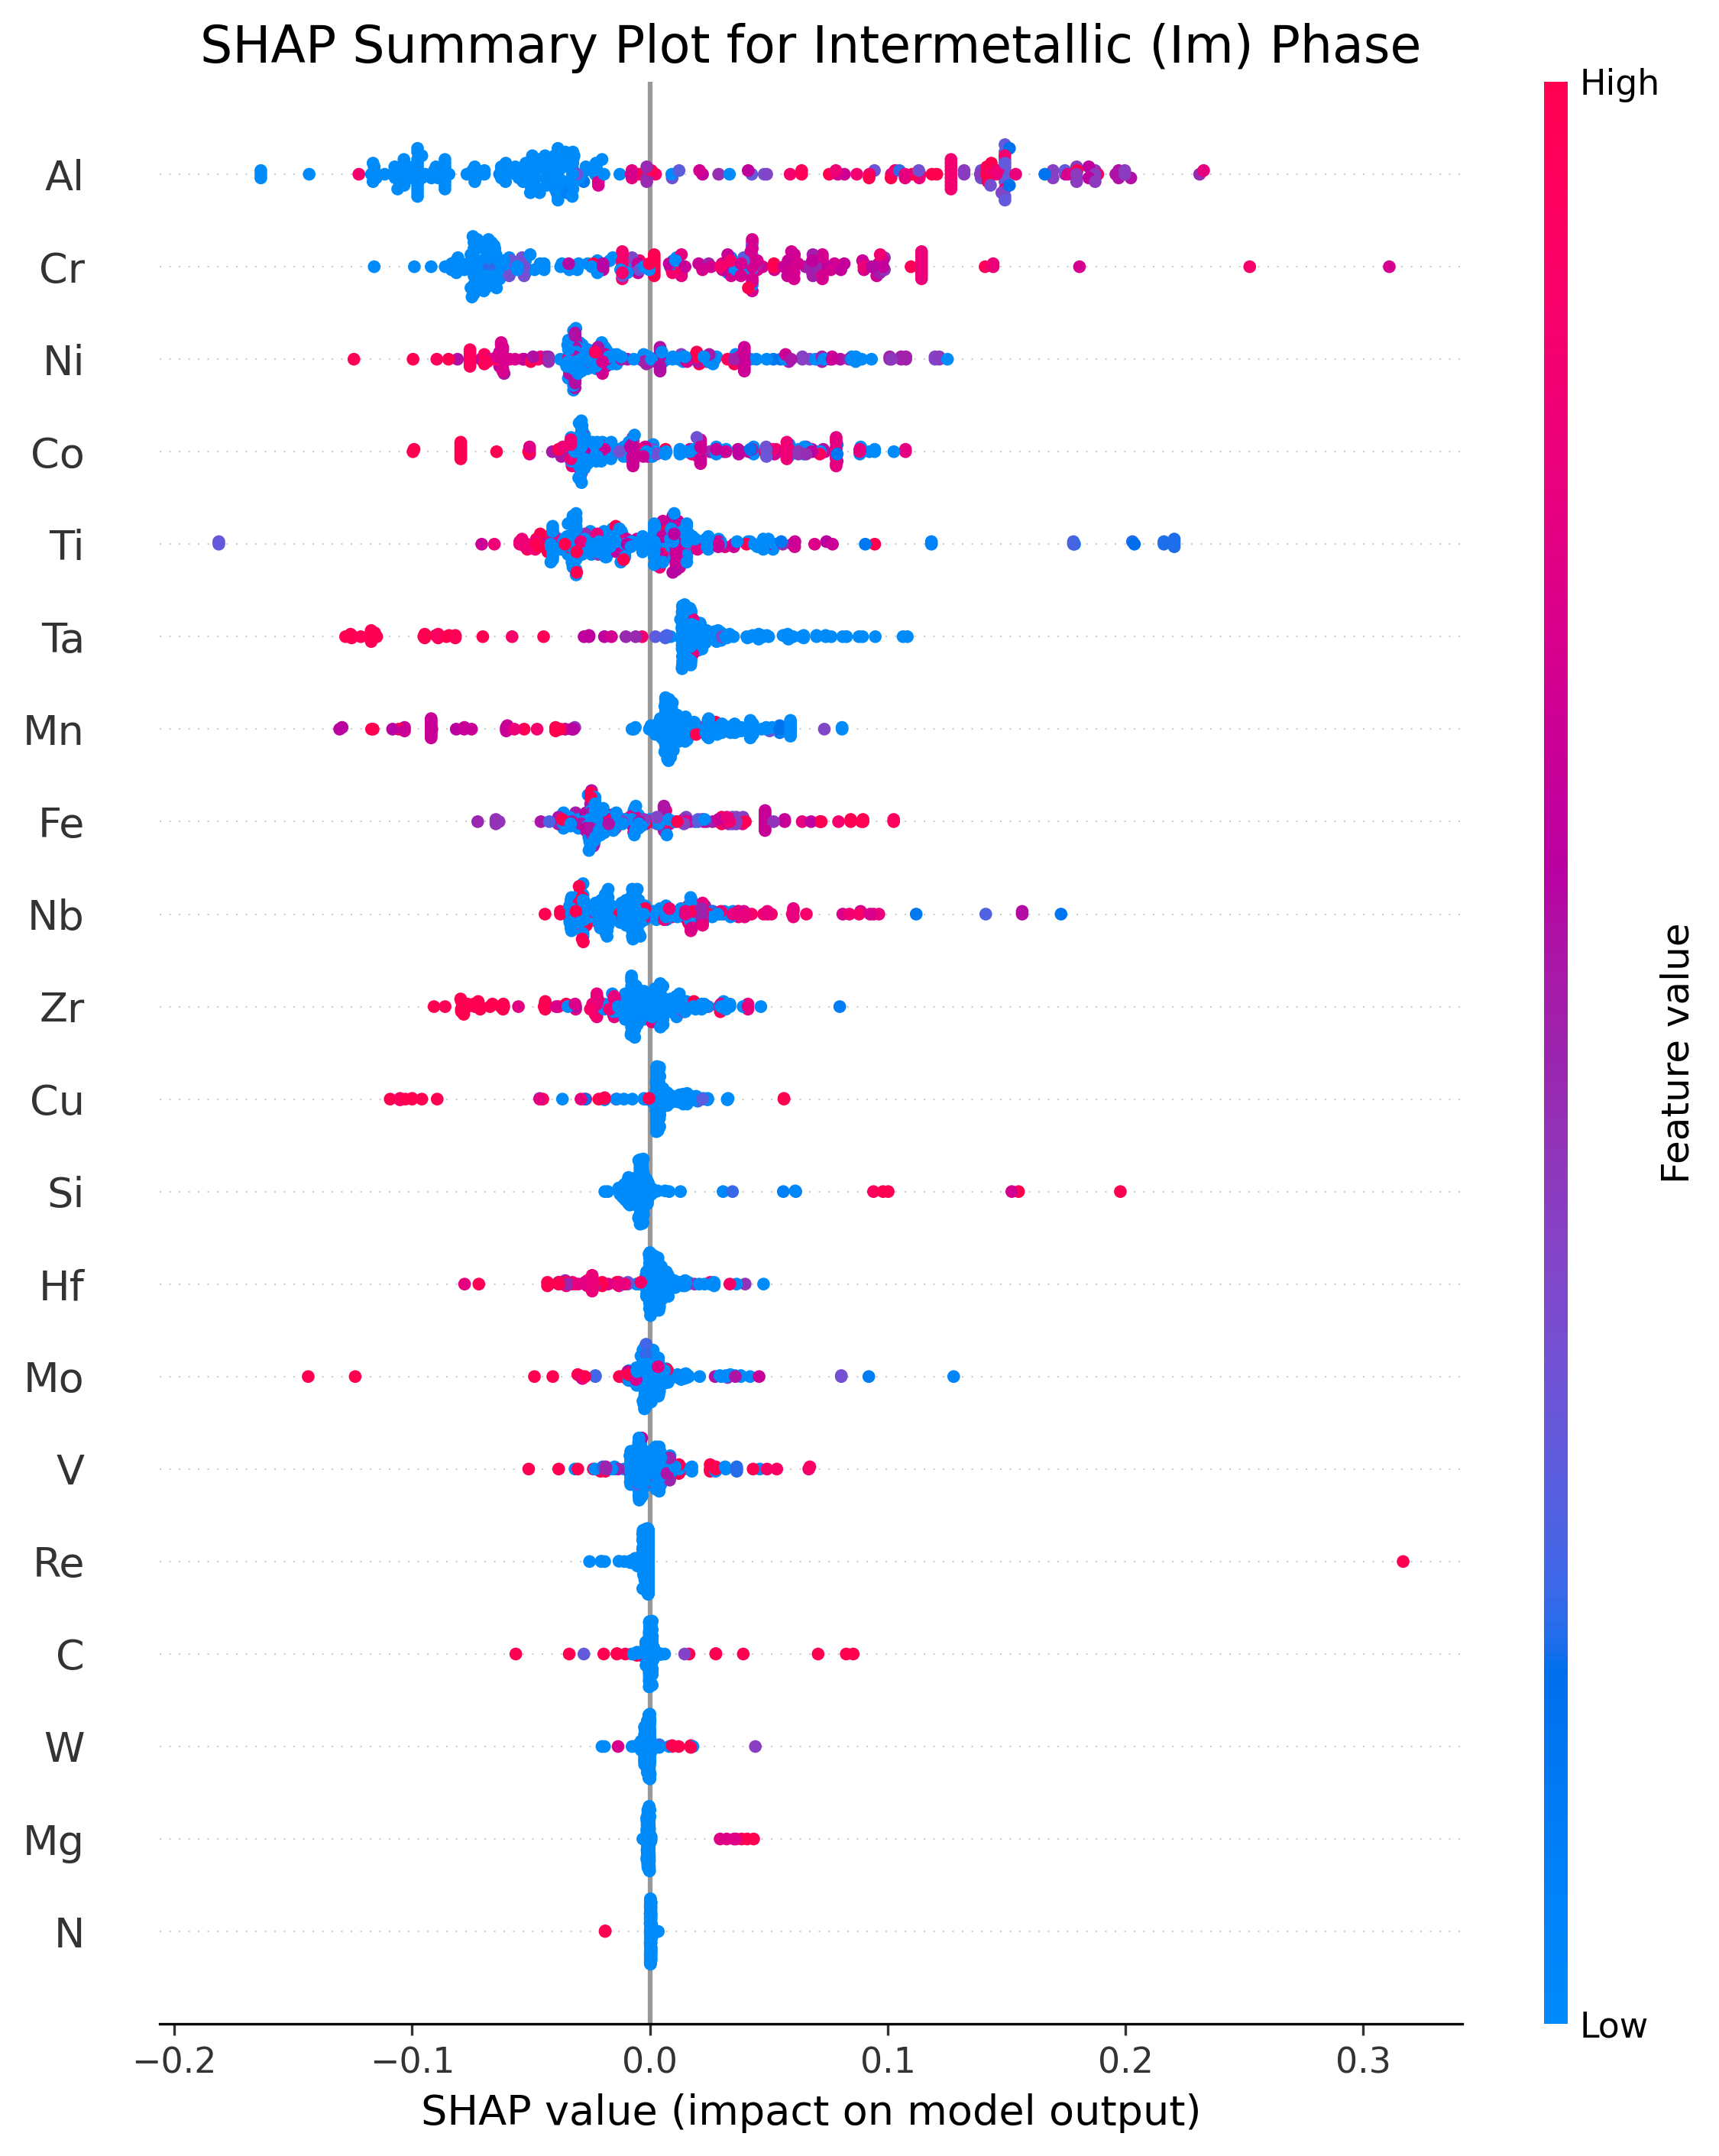 SHAP Summary Plot for Intermetallic (Im) Phase
High
Al
Cr
Ni
Co
Ti
Ta
Mn
Fe
Nb
Zr
Cu
Si
Hf
Mo
V
Re
C
W
Mg
N
Feature value
Low
−0.2 −0.1 0.0 0.1 0.2 0.3
SHAP value (impact on model output)